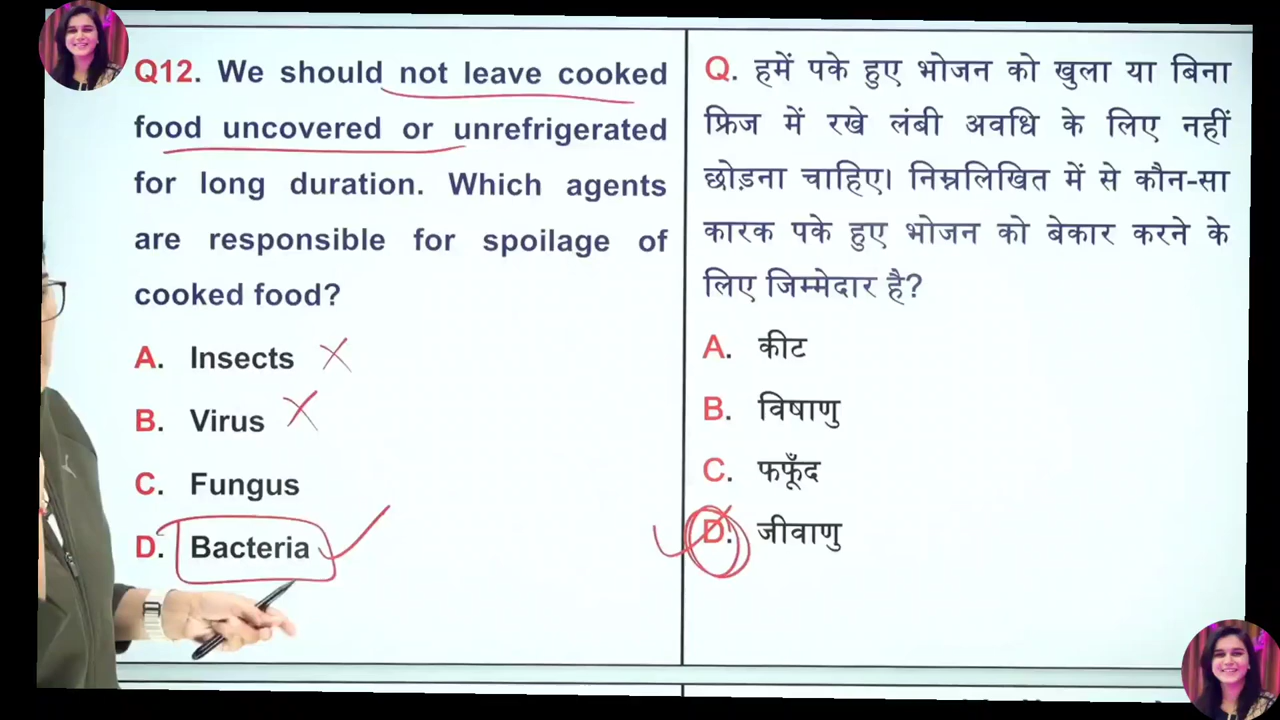 Q12. We should not leave cooked
food uncovered or unrefrigerated
for long duration. Which agents
are responsible for spoilage of
cooked food?
A. Insects
B. Virus
C. Fungus
D. Bacteria
Q. हमें पके हुए भोजन को खुला या बिना
फ्रिज में रखे लंबी अवधि के लिए नहीं
छोड़ना चाहिए। निम्नलिखित में से कौन-सा
कारक पके हुए भोजन को बेकार करने के
लिए जिम्मेदार है?
A. कीट
B. विषाणु
C. फफूँद
D. जीवाणु